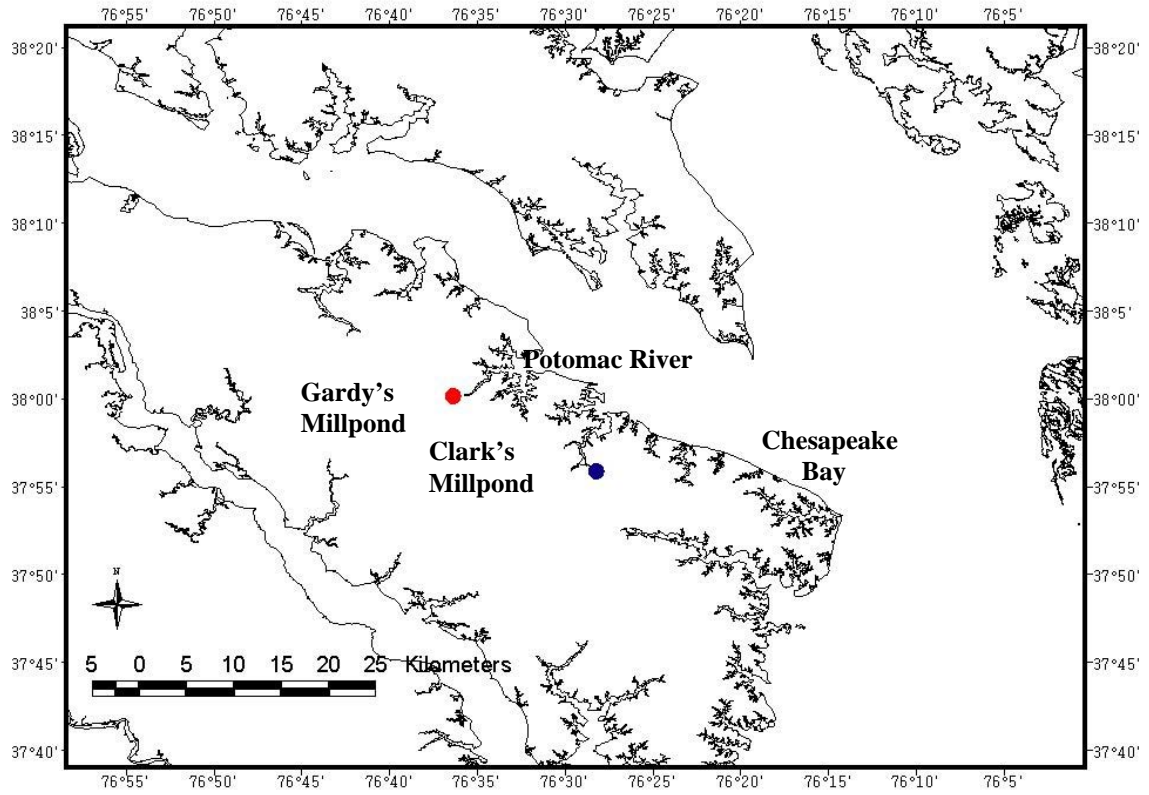 76°55' 76°50' 76°45' 76°40' 76°35' 76°30' 76°25' 76°20' 76°15' 76°10' 76°5'
38°20' 38°20'
38°15' 38°15'
38°10' 38°10'
38°5' 38°5'
Potomac River
38°00' 38°00'
Gardy's
Millpond
Clark's
Millpond
Chesapeake
Bay
37°55' 37°55'
N
37°50' 37°50'
37°45' 37°45'
5 0 5 10 15 20 25 Kilometers
37°40' 37°40'
76°55' 76°50' 76°45' 76°40' 76°35' 76°30' 76°25' 76°20' 76°15' 76°10' 76°5'